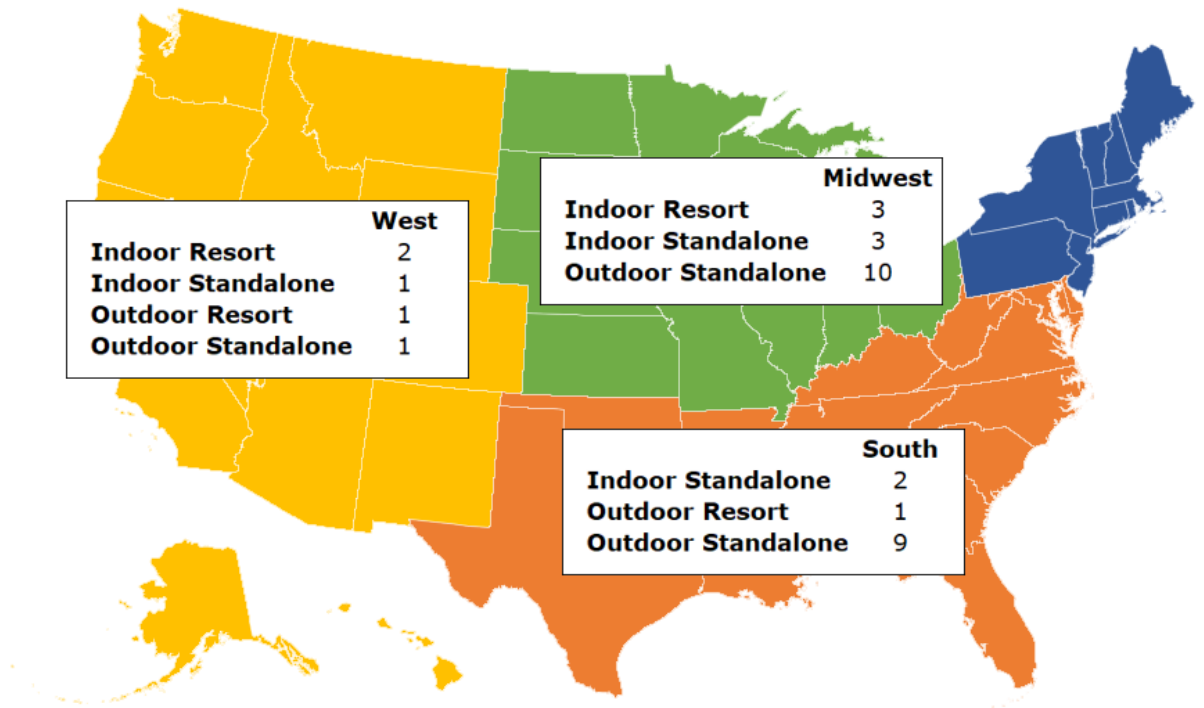 Midwest
Indoor Resort 3
Indoor Standalone 3
Outdoor Standalone 10
West
Indoor Resort 2
Indoor Standalone 1
Outdoor Resort 1
Outdoor Standalone 1
South
Indoor Standalone 2
Outdoor Resort 1
Outdoor Standalone 9